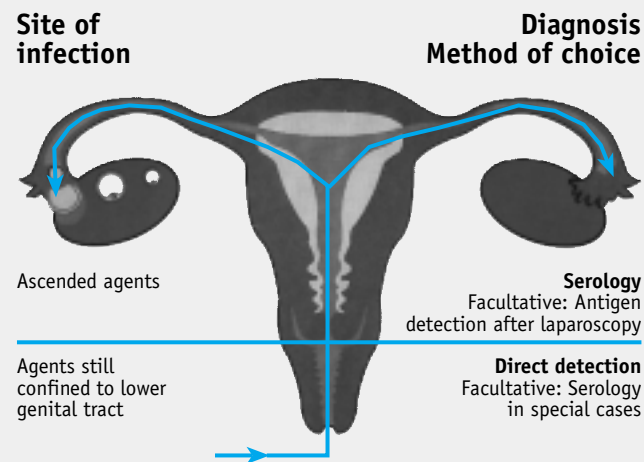 Site of
infection
Diagnosis
Method of choice
Ascended agents
Serology
Facultative: Antigen
detection after laparoscopy
Agents still
confined to lower
genital tract
Direct detection
Facultative: Serology
in special cases